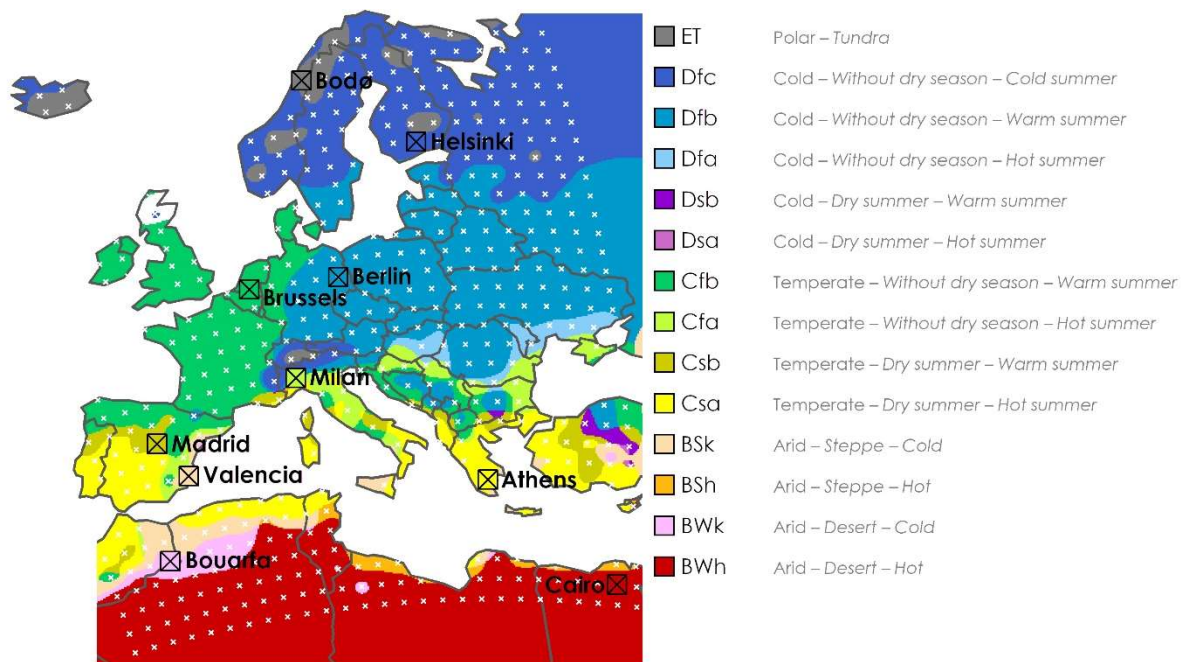 Bodø
Helsinki
Berlin
Brussels
Milan
Madrid
Valencia
Athens
Bouarfa
Cairo
ET Polar – Tundra
Dfc Cold – Without dry season – Cold summer
Dfb Cold – Without dry season – Warm summer
Dfa Cold – Without dry season – Hot summer
Dsb Cold – Dry summer – Warm summer
Dsa Cold – Dry summer – Hot summer
Cfb Temperate – Without dry season – Warm summer
Cfa Temperate – Without dry season – Hot summer
Csb Temperate – Dry summer – Warm summer
Csa Temperate – Dry summer – Hot summer
BSk Arid – Steppe – Cold
BSh Arid – Steppe – Hot
BWk Arid – Desert – Cold
BWh Arid – Desert – Hot